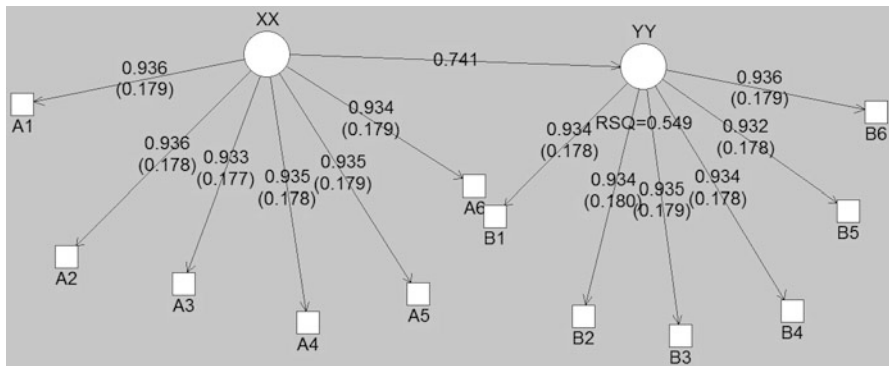 XX
YY
0.741
0.936
(0.179)
A1
0.936
(0.178)
A2
0.933
(0.177)
A3
0.935
(0.178)
A4
0.935
(0.179)
A5
0.934
(0.179)
A6
RSQ=0.549
0.934
(0.178)
B1
0.934
(0.180)
B2
0.935
(0.179)
B3
0.934
(0.178)
B4
0.932
(0.178)
B5
0.936
(0.179)
B6